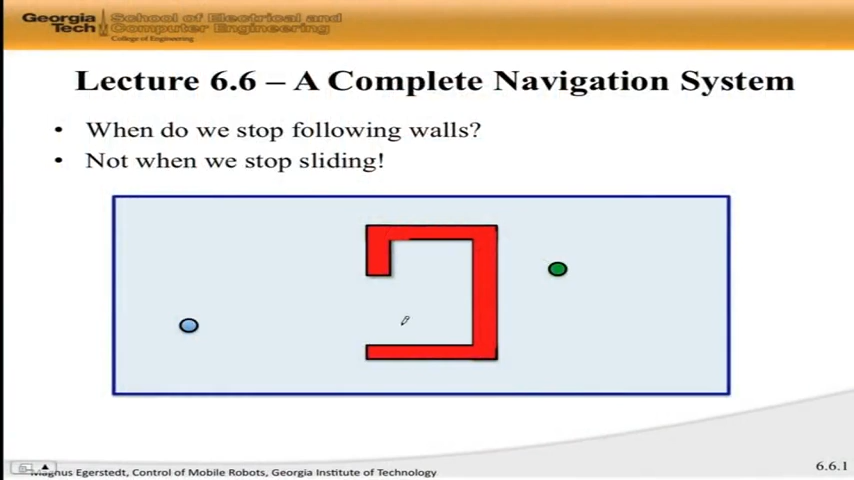 Georgia Tech
School of Electrical and
Computer Engineering
College of Engineering
Lecture 6.6 – A Complete Navigation System
• When do we stop following walls?
• Not when we stop sliding!
Magnus Egerstedt, Control of Mobile Robots, Georgia Institute of Technology
6.6.1